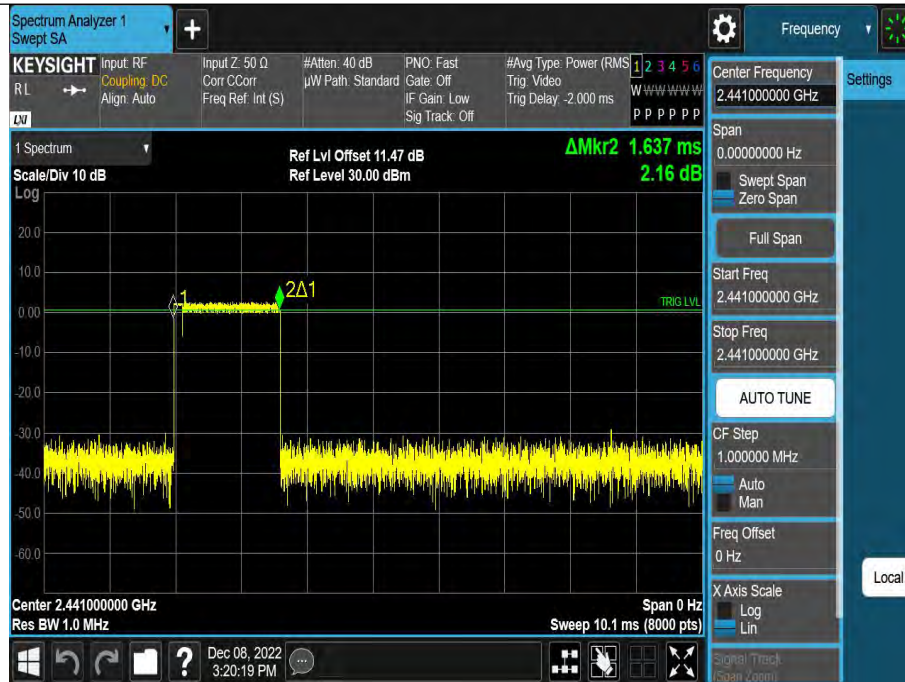 Spectrum Analyzer 1
Swept SA
Frequency
KEYSIGHT
RL
LXI
Input: RF
Coupling: DC
Align: Auto
Input Z: 50 Ω
Corr CCorr
Freq Ref: Int (S)
#Atten: 40 dB
µW Path: Standard
PNO: Fast
Gate: Off
IF Gain: Low
Sig Track: Off
#Avg Type: Power (RMS
Trig: Video
Trig Delay: -2.000 ms
1 2 3 4 5 6
W W W W W W
P P P P P P
Center Frequency
2.441000000 GHz
Settings
Span
0.00000000 Hz
Swept Span
Zero Span
Full Span
Start Freq
2.441000000 GHz
Stop Freq
2.441000000 GHz
AUTO TUNE
CF Step
1.000000 MHz
Auto
Man
Freq Offset
0 Hz
Local
X Axis Scale
Log
Lin
Signal Track
(Span Zoom)
1 Spectrum
Scale/Div 10 dB
Log
Ref Lvl Offset 11.47 dB
Ref Level 30.00 dBm
ΔMkr2 1.637 ms
2.16 dB
20.0
10.0
0.00
-10.0
-20.0
-30.0
-40.0
-50.0
-60.0
1
2Δ1
TRIG LVL
Center 2.441000000 GHz
Res BW 1.0 MHz
Span 0 Hz
Sweep 10.1 ms (8000 pts)
Dec 08, 2022
3:20:19 PM